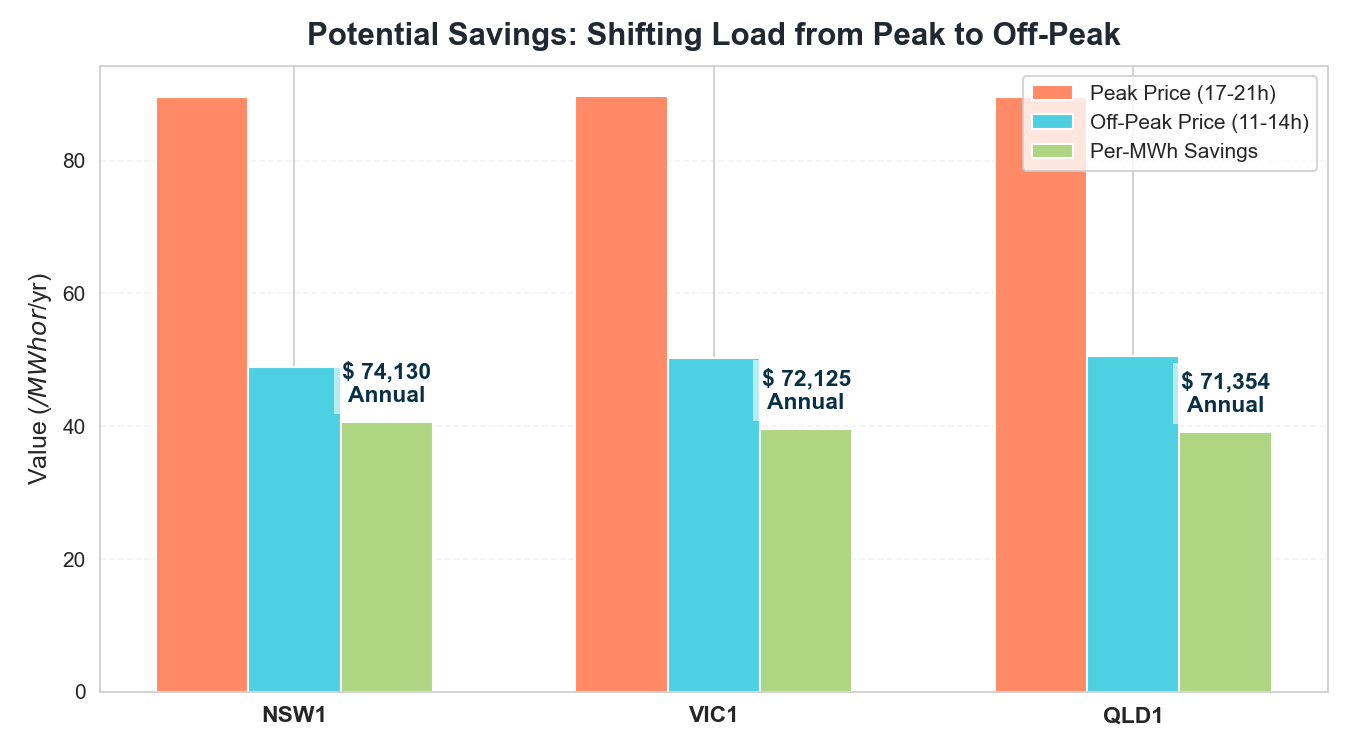 Potential Savings: Shifting Load from Peak to Off-Peak
Peak Price (17-21h)
Off-Peak Price (11-14h)
Per-MWh Savings
Value (/MWhor/yr)
80
60
40
20
0
$ 74,130
Annual
$ 72,125
Annual
$ 71,354
Annual
NSW1
VIC1
QLD1